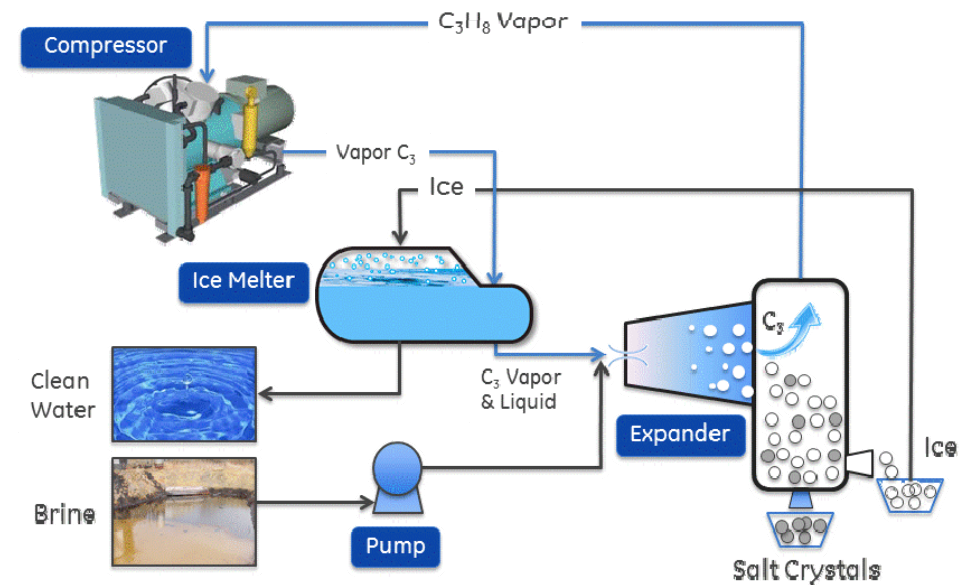 C₃H₈ Vapor
Compressor
Vapor C₃
Ice
Ice Melter
C₃
Clean
Water
C₃ Vapor
& Liquid
Expander
Ice
Brine
Pump
Salt Crystals